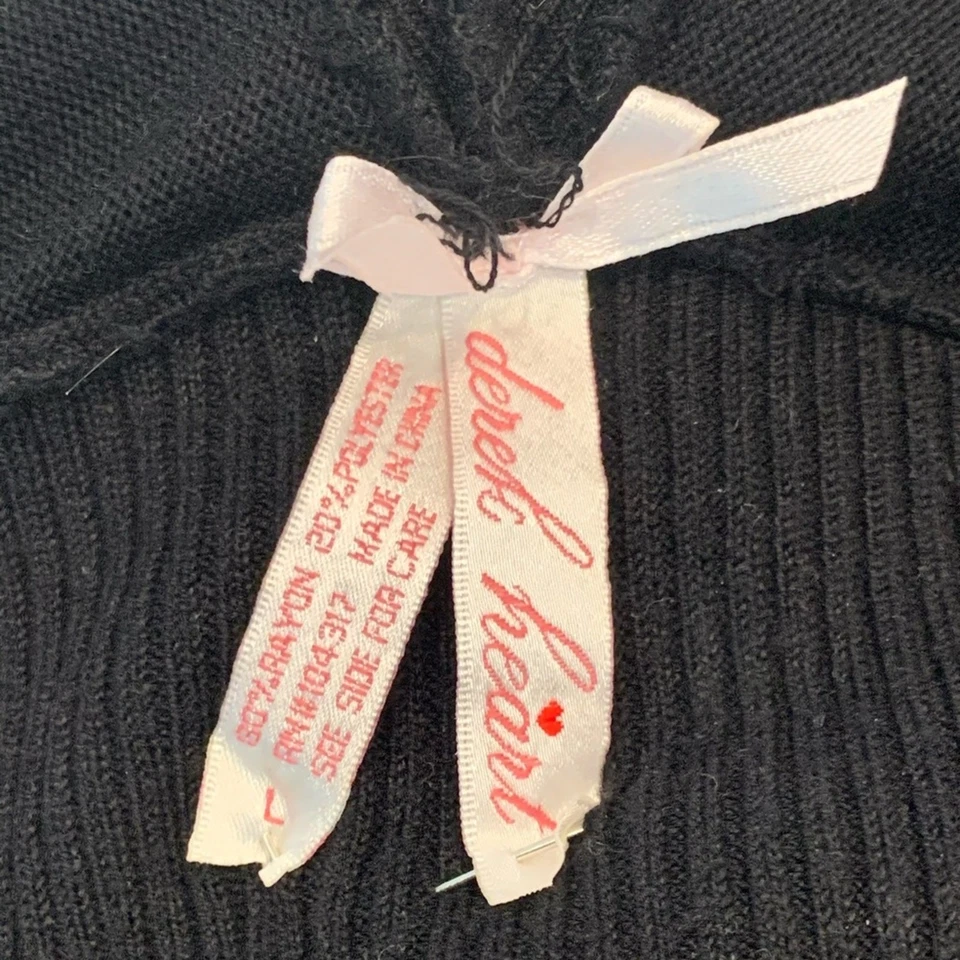 80% RAYON 20% POLYESTER
RN#104317 MADE IN CHINA
SEE SIDE FOR CARE
derek heart